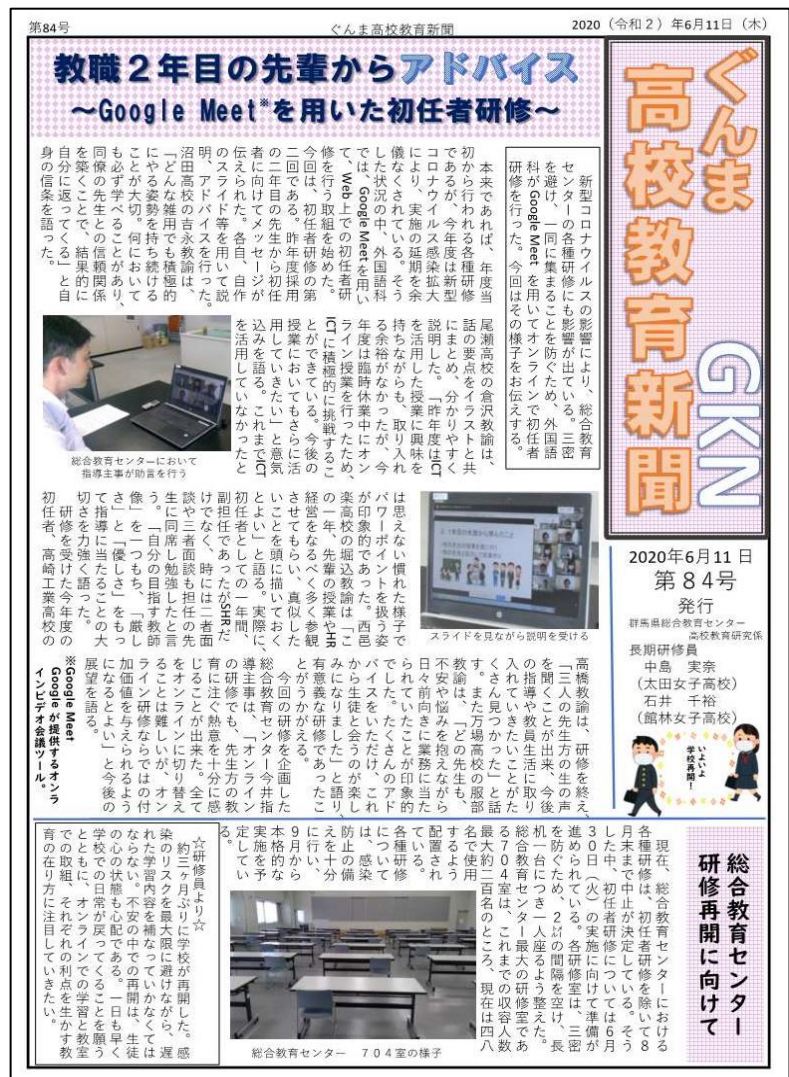 第84号
ぐんま高校教育新聞
2020（令和２）年6月11日（木）
ぐんま
高校教育新聞
GKN
教職２年目の先輩からアドバイス
～Google Meet※を用いた初任者研修～
新型コロナウイルスの影響により、総合教育
センターの各種研修にも影響が出ている。三密
を避け、一同に集まることを防ぐため、外国語
科がGoogle Meet を用いてオンラインで初任者
研修を行った。今回はその様子をお伝えする。
本来であれば、年度当
初から行われる各種研修
であるが、今年度は新型
コロナウイルス感染拡大
により、実施の延期を余
儀なくされている。そう
した状況の中、外国語科
では、Google Meetを用い
て、Web上での初任者研
修を行う取組を始めた。
今回は、初任者研修の第
二回である。昨年度採用
の二年目の先生から初任
者に向けてメッセージが
伝えられた。各自、自作
のスライド等を用いて説
明、アドバイスを行った。
沼田高校の吉永教諭は、
「どんな雑用でも積極的
にやる姿勢を持ち続ける
ことが大切。何において
も必ず学べることがあり、
同僚の先生との信頼関係
を築くことで、結果的に
自分に返ってくる」と自
身の信条を語った。
尾瀬高校の倉沢教諭は、
話の要点をイラストと共
にまとめ、分かりやすく
説明した。「昨年度はICT
を活用した授業に興味を
持ちながらも、取り入れ
る余裕がなかったが、今
年度は臨時休業中にオン
ライン授業を行ったため、
ICTに積極的に挑戦するこ
とができている。今後の
授業においてもさらに活
用していきたい」と意気
込みを語る。これまでICT
を活用していなかったと
総合教育センターにおいて
指導主事が助言を行う
は思えない慣れた様子で
パワーポイントを扱う姿
が印象的であった。西邑
楽高校の堀込教諭は「こ
の一年、先輩の授業やHR
経営をなるべく多く参観
させてもらい、真似した
いことを頭に描いておく
とよい」と語る。実際に、
初任者としての一年間、
副担任であったがSHRだ
けでなく、時には二者面
談や三者面談も担任の先
生に同席し勉強したと言
う。「自分の目指す教師
像」を一つもち、「厳し
さ」と「優しさ」をもっ
て指導に当たることの大
切さを力強く語った。
研修を受けた今年度の
初任者、高崎工業高校の
スライドを見ながら説明を受ける
高橋教諭は、研修を終え、
「三人の先生方の生の声
を聞くことが出来、今後
の指導や教員生活に取り
入れていきたいことがた
くさん見つかった」と話
す。また万場高校の服部
教諭は、「どの先生も、
不安や悩みを抱えながら
日々前向きに業務に当た
られていたことが印象的
でした。たくさんのアド
バイスをいただけ、これ
から生徒と会うのが楽し
みになりました」と語り、
有意義な研修であったこ
とがうかがえる。
今回の研修を企画した
総合教育センター今井指
導主事は、「オンライン
の研修でも、先生方の教
育に注ぐ熱意を十分に感
じることが出来た。全て
をオンラインに切り替え
ることは難しいが、オン
ライン研修ならではの付
加価値を与えられるよう
になるとよい」と今後の
展望を語る。
※Google Meet
Googleが提供するオンラ
インビデオ会議ツール。
2020年6月11日
第８４号
発行
群馬県総合教育センター
高校教育研究係
長期研修員
中島　実奈
（太田女子高校）
石井　千裕
（館林女子高校）
いよいよ
学校再開！
総合教育センター
研修再開に向けて
現在、総合教育センターにおける
各種研修は、初任者研修を除いて８
月末まで中止が決定している。そう
した中、初任者研修については６月
３０日（火）の実施に向けて準備が
進められている。各研修室は、三密
を防ぐため、２㍍の間隔を空け、長
机一台につき一人座るよう整えた。
総合教育センター最大の研修室であ
る７０４室は、これまでの収容人数
最大約二百名のところ、現在は四八
名で使用
するよう
配置され
ている。
各種研修
について
は、感染
防止の備
えを十分
に行い、
９月から
本格的な
実施を予
定してい
る。
総合教育センター　７０４室の様子
☆研修員より☆
約三ヶ月ぶりに学校が再開した。感
染のリスクを最大限に避けながら、遅
れた学習内容を補なっていかなくては
ならない。不安の中での再開は、生徒
の心の状態も心配である。一日も早く
学校での日常が戻ってくることを願う
とともに、オンラインでの学習と教室
での取組、それぞれの利点を生かす教
育の在り方に注目していきたい。